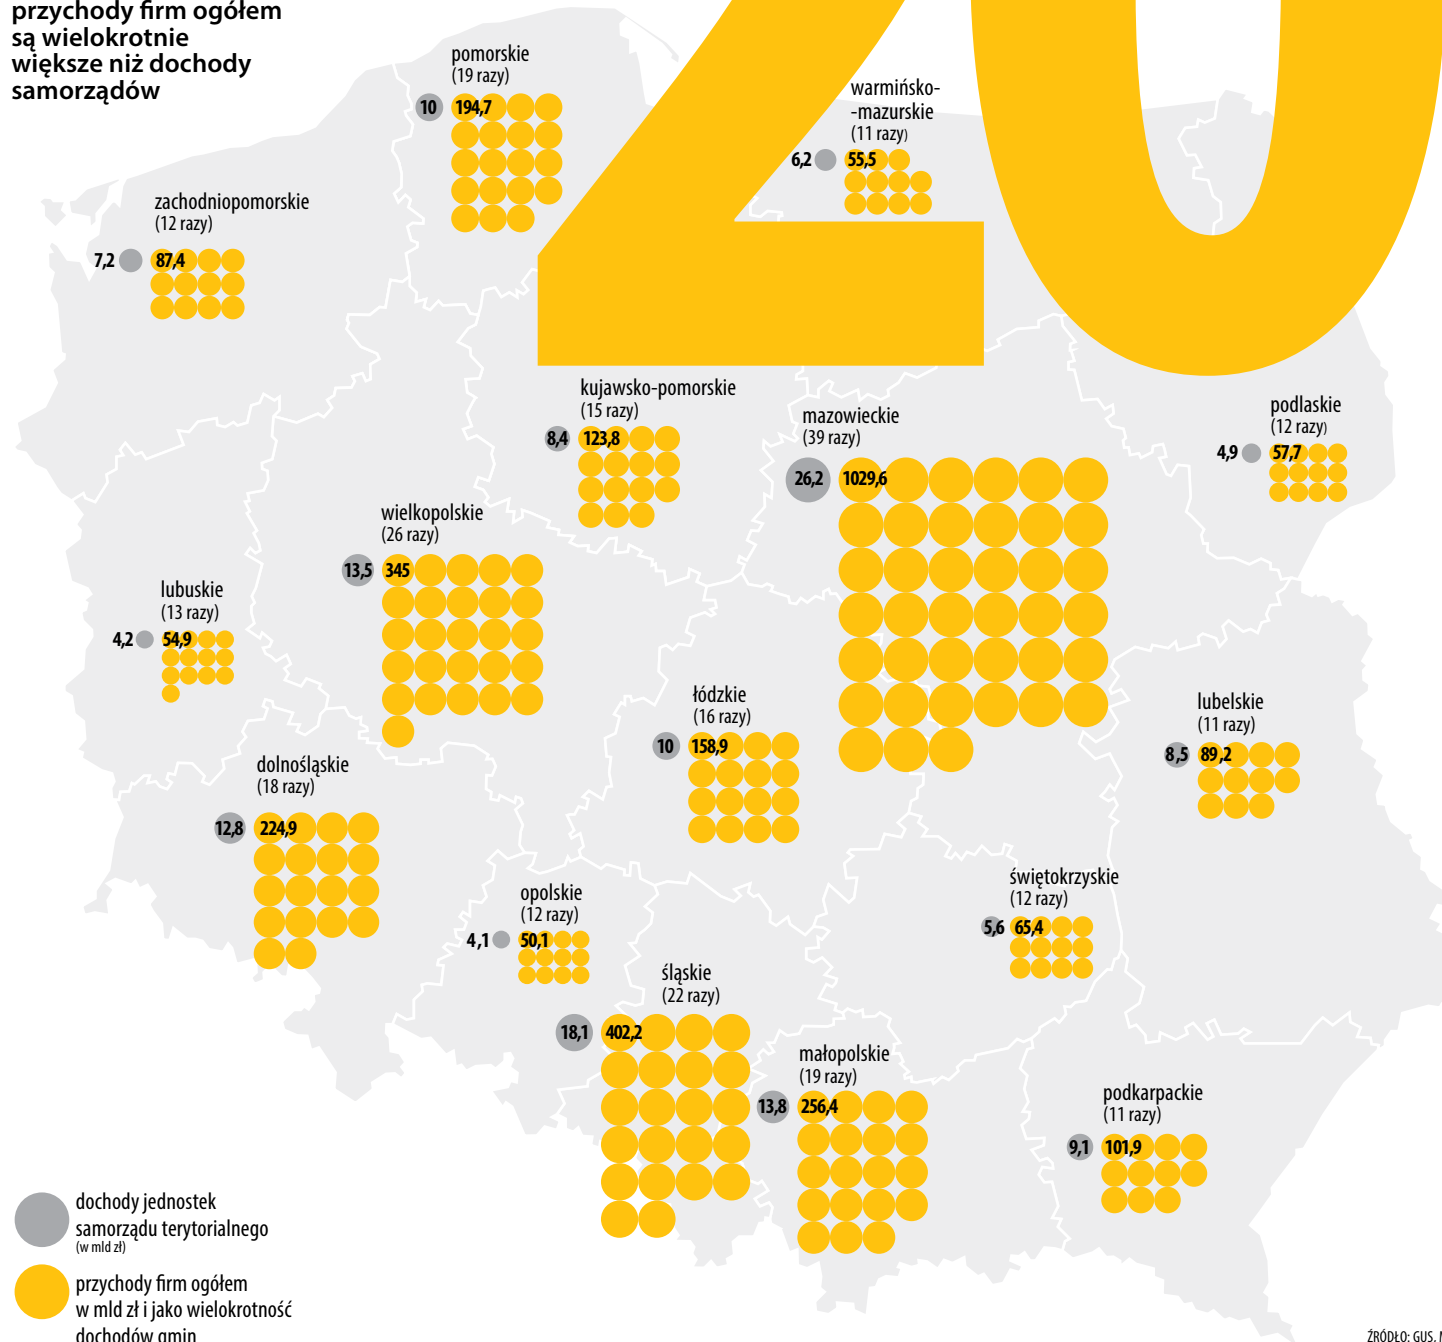 przychody firm ogółem
są wielokrotnie
większe niż dochody
samorządów
20
pomorskie
(19 razy)
10 194,7
warmińsko-
-mazurskie
(11 razy)
6,2 55,5
zachodniopomorskie
(12 razy)
7,2 87,4
kujawsko-pomorskie
(15 razy)
8,4 123,8
mazowieckie
(39 razy)
26,2 1029,6
podlaskie
(12 razy)
4,9 57,7
wielkopolskie
(26 razy)
13,5 345
lubuskie
(13 razy)
4,2 54,9
łódzkie
(16 razy)
10 158,9
lubelskie
(11 razy)
8,5 89,2
dolnośląskie
(18 razy)
12,8 224,9
opolskie
(12 razy)
4,1 50,1
świętokrzyskie
(12 razy)
5,6 65,4
śląskie
(22 razy)
18,1 402,2
małopolskie
(19 razy)
13,8 256,4
podkarpackie
(11 razy)
9,1 101,9
dochody jednostek
samorządu terytorialnego
(w mld zł)
przychody firm ogółem
w mld zł i jako wielokrotność
dochodów gmin
ŹRÓDŁO: GUS,